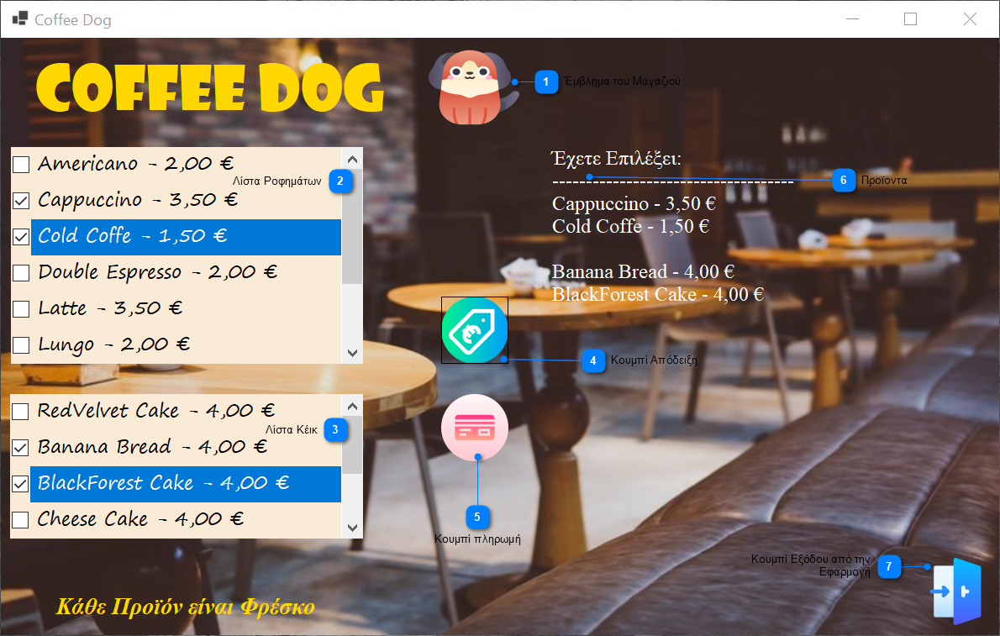 Coffee Dog
COFFEE DOG
1 Έμβλημα του Μαγαζιού
Americano - 2,00 €
Λίστα Ροφημάτων 2
Cappuccino - 3,50 €
Cold Coffe - 1,50 €
Double Espresso - 2,00 €
Latte - 3,50 €
Lungo - 2,00 €
Έχετε Επιλέξει:
--------------------------------
6 Προϊοντα
Cappuccino - 3,50 €
Cold Coffe - 1,50 €
Banana Bread - 4,00 €
BlackForest Cake - 4,00 €
€
4 Κουμπί Απόδειξη
RedVelvet Cake - 4,00 €
Λίστα Κέικ 3
Banana Bread - 4,00 €
BlackForest Cake - 4,00 €
Cheese Cake - 4,00 €
5
Κουμπί πληρωμή
Κουμπί Εξόδου από την
Εφαρμογή
7
Κάθε Προϊόν είναι Φρέσκο